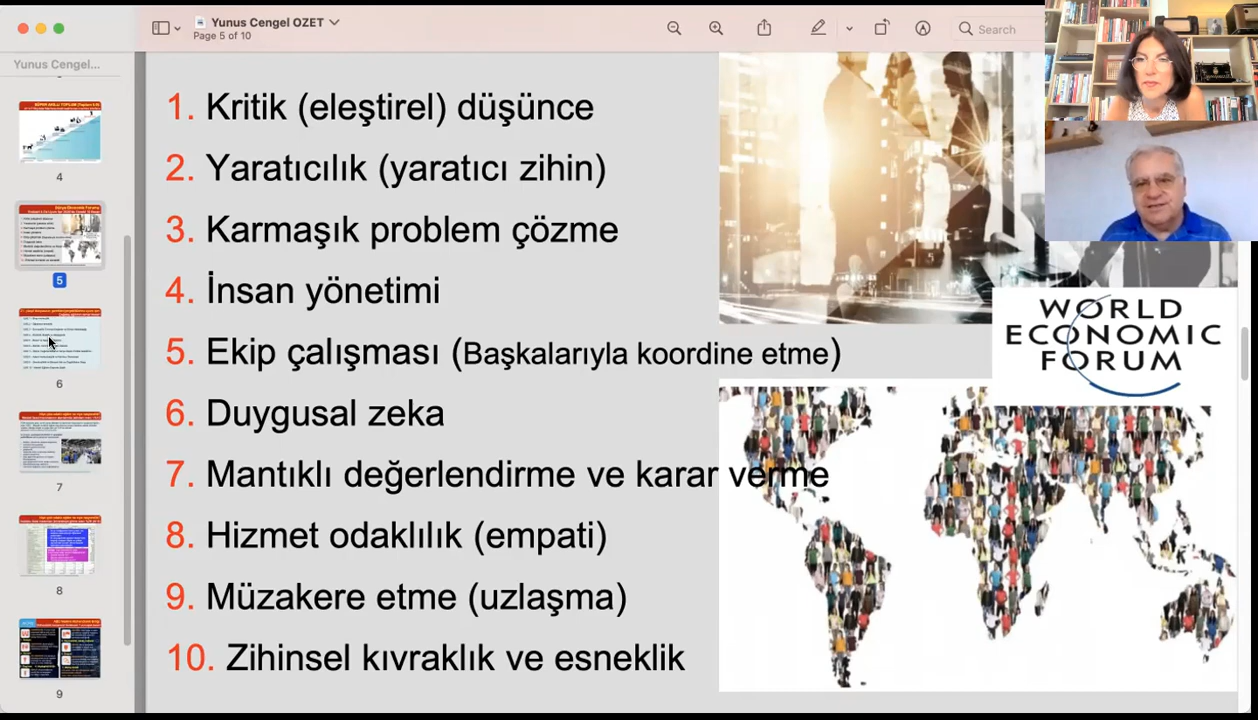 Yunus Cengel OZET
Page 5 of 10
Search
Yunus Cengel...
4
5
6
7
8
9
1. Kritik (eleştirel) düşünce
2. Yaratıcılık (yaratıcı zihin)
3. Karmaşık problem çözme
4. İnsan yönetimi
5. Ekip çalışması (Başkalarıyla koordine etme)
6. Duygusal zeka
7. Mantıklı değerlendirme ve karar verme
8. Hizmet odaklılık (empati)
9. Müzakere etme (uzlaşma)
10. Zihinsel kıvraklık ve esneklik
WORLD
ECONOMIC
FORUM